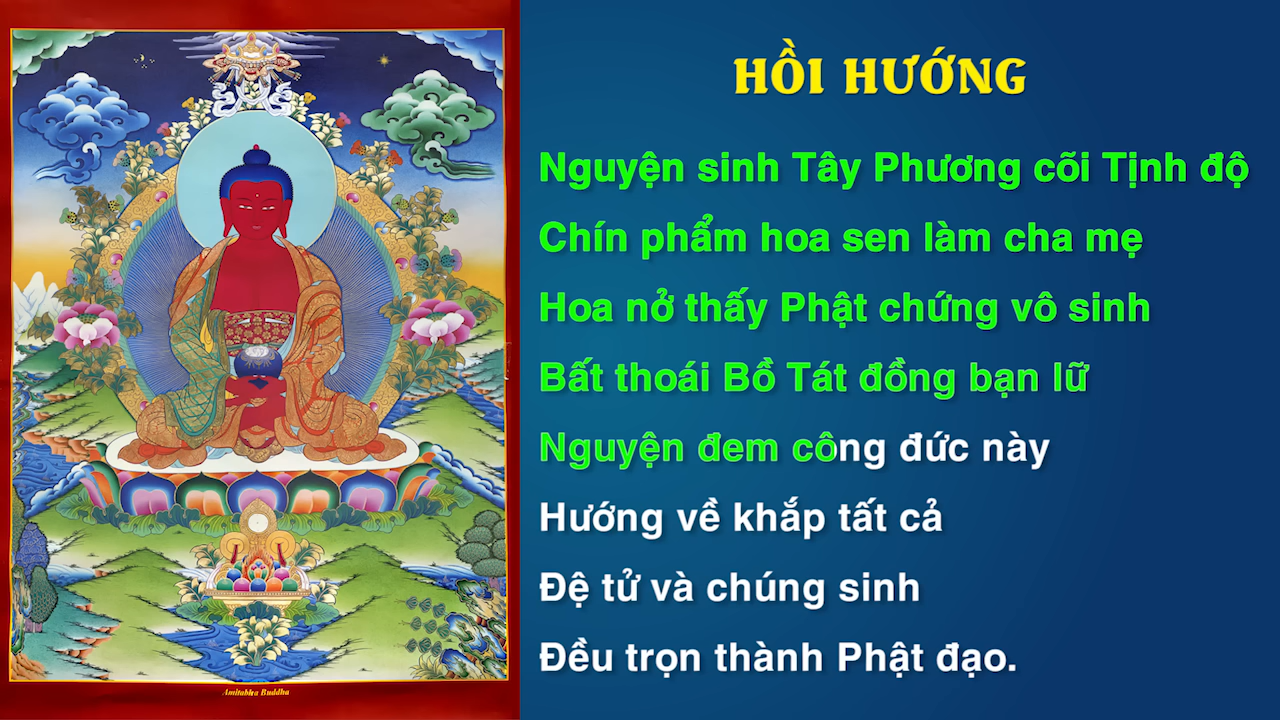 HỒI HƯỚNG
Nguyện sinh Tây Phương cõi Tịnh độ
Chín phẩm hoa sen làm cha mẹ
Hoa nở thấy Phật chứng vô sinh
Bất thoái Bồ Tát đồng bạn lữ
Nguyện đem công đức này
Hướng về khắp tất cả
Đệ tử và chúng sinh
Đều trọn thành Phật đạo.
Amitabha Buddha